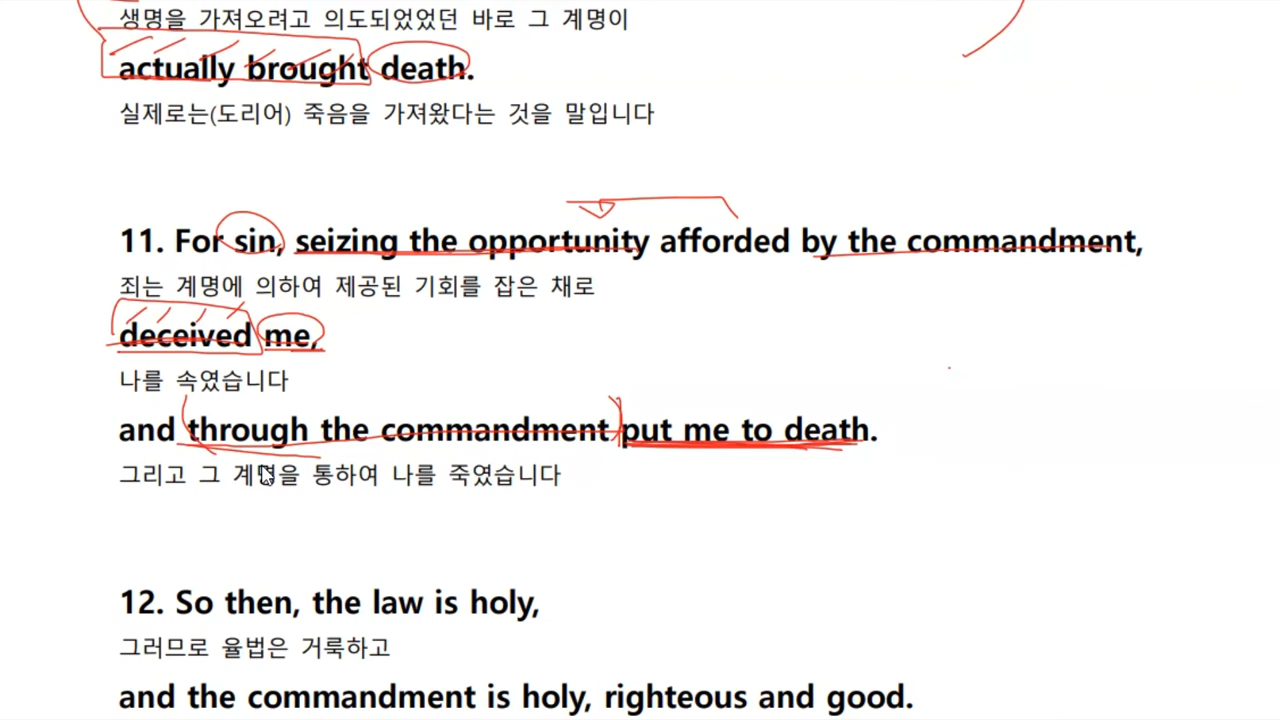 생명을 가져오려고 의도되었었던 바로 그 계명이
actually brought death.
실제로는(도리어) 죽음을 가져왔다는 것을 말입니다
11. For sin, seizing the opportunity afforded by the commandment,
죄는 계명에 의하여 제공된 기회를 잡은 채로
deceived me,
나를 속였습니다
and through the commandment put me to death.
그리고 그 계명을 통하여 나를 죽였습니다
12. So then, the law is holy,
그러므로 율법은 거룩하고
and the commandment is holy, righteous and good.